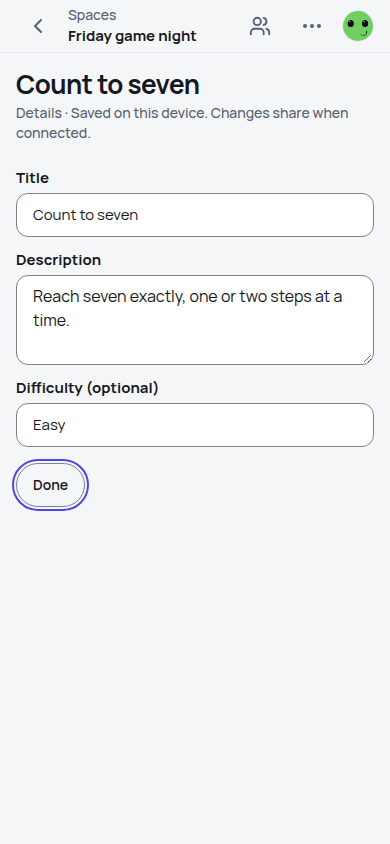 Spaces
Friday game night
Count to seven
Details · Saved on this device. Changes share when
connected.
Title
Count to seven
Description
Reach seven exactly, one or two steps at a
time.
Difficulty (optional)
Easy
Done